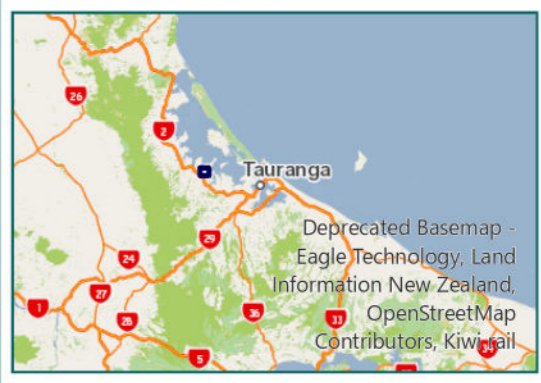 26
2
Tauranga
29
Deprecated Basemap -
Eagle Technology, Land
Information New Zealand,
OpenStreetMap
Contributors, Kiwi rail
24
27
1
28
36
33
5
34